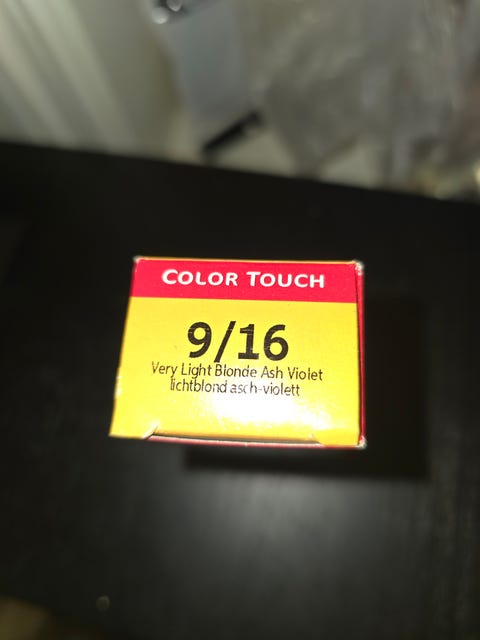 COLOR TOUCH
9/16
Very Light Blonde Ash Violet
lichtblond asch-violett